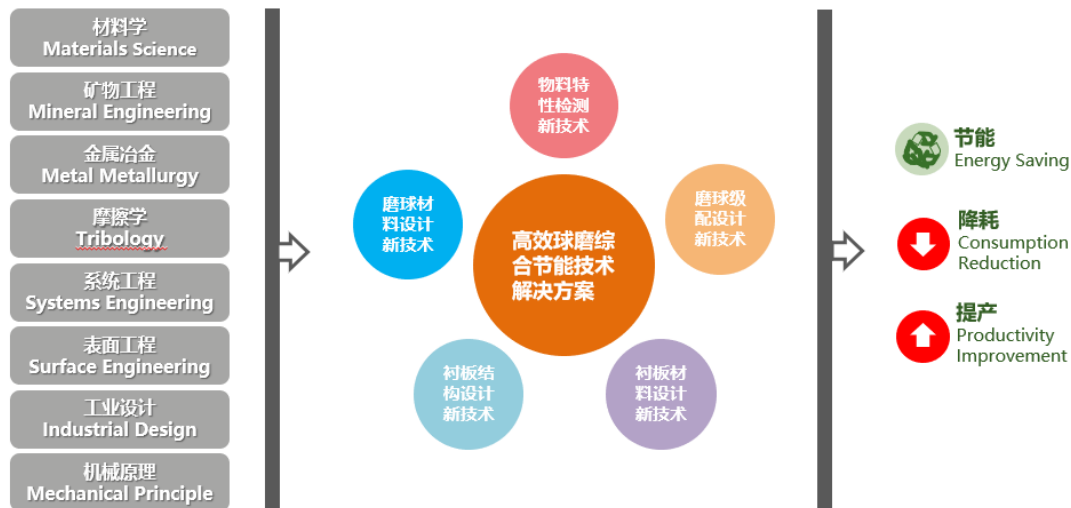 材料学
Materials Science
矿物工程
Mineral Engineering
金属冶金
Metal Metallurgy
摩擦学
Tribology
系统工程
Systems Engineering
表面工程
Surface Engineering
工业设计
Industrial Design
机械原理
Mechanical Principle
物料特
性检测
新技术
磨球材
料设计
新技术
磨球级
配设计
新技术
高效球磨综
合节能技术
解决方案
衬板结
构设计
新技术
衬板材
料设计
新技术
节能
Energy Saving
降耗
Consumption
Reduction
提产
Productivity
Improvement